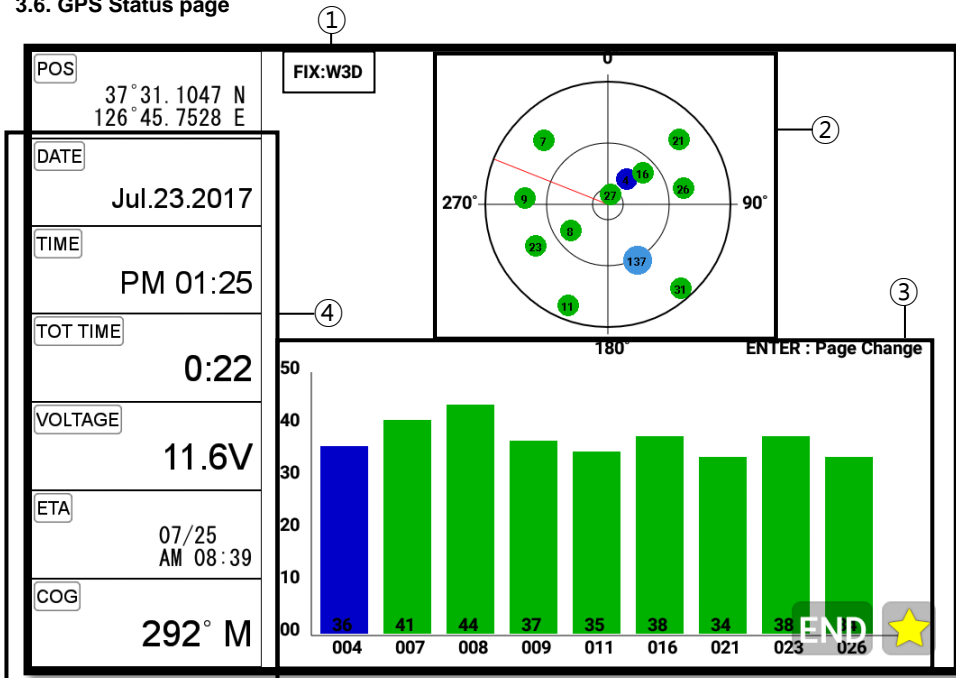 3.6. GPS Status page
①
POS
37°31.1047 N
126°45.7528 E
FIX:W3D
0
②
7
21
4
16
27
26
9
270°
90°
8
23
137
31
11
180°
③
DATE
Jul.23.2017
TIME
PM 01:25
④
TOT TIME
0:22
VOLTAGE
11.6V
ETA
07/25
AM 08:39
COG
292° M
ENTER : Page Change
50
40
30
20
10
00
36 41 44 37 35 38 34 38
004 007 008 009 011 016 021 023 026
END